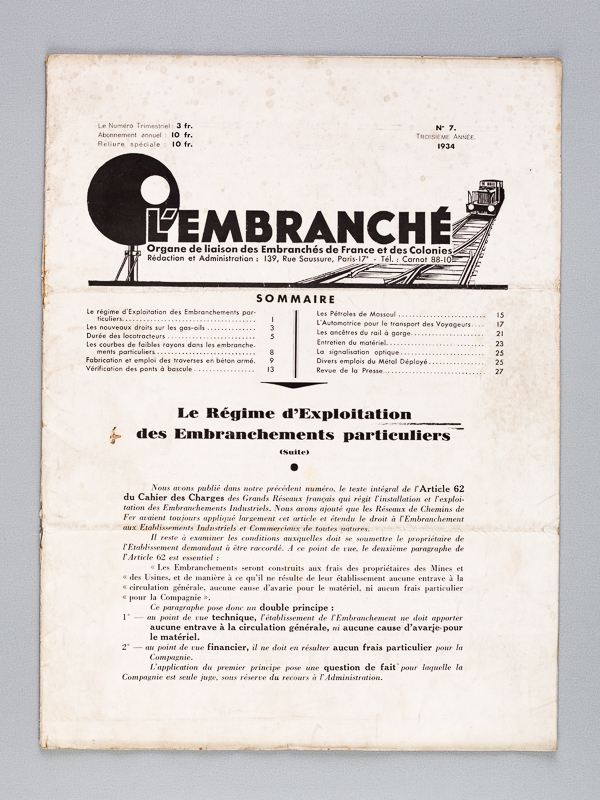 Le Numéro Trimestriel : 3 fr.
Abonnement annuel : 10 fr.
Reliure spéciale : 10 fr.
N° 7.
TROISIÈME ANNÉE
1934
L'EMBRANCHÉ
Organe de liaison des Embranchés de France et des Colonies
Rédaction et Administration : 139, Rue Saussure, Paris-17e - Tél. : Carnot 88-10
SOMMAIRE
Le régime d'Exploitation des Embranchements par-
ticuliers. 1
Les nouveaux droits sur les gas-oils 3
Durée des locotracteurs 5
Les courbes de faibles rayons dans les embranche-
ments particuliers 8
Fabrication et emploi des traverses en béton armé. 9
Vérification des ponts à bascule 13
Les Pétroles de Mossoul 15
L'Automotrice pour le transport des Voyageurs 17
Les ancêtres du rail à gorge 21
Entretien du matériel 23
La signalisation optique 25
Divers emplois du Métal Déployé 25
Revue de la Presse 27
Le Régime d'Exploitation
des Embranchements particuliers
(Suite)
Nous avons publié dans notre précédent numéro, le texte intégral de l'Article 62
du Cahier des Charges des Grands Réseaux français qui régit l'installation et l'exploi-
tation des Embranchements Industriels. Nous avons ajouté que les Réseaux de Chemins de
Fer avaient toujours appliqué largement cet article et étendu le droit à l'Embranchement
aux Etablissements Industriels et Commerciaux de toutes natures.
Il reste à examiner les conditions auxquelles doit se soumettre le propriétaire de
l'Etablissement demandant à être raccordé. A ce point de vue, le deuxième paragraphe de
l'Article 62 est essentiel :
« Les Embranchements seront construits aux frais des propriétaires des Mines et
« des Usines, et de manière à ce qu'il ne résulte de leur établissement aucune entrave à la
« circulation générale, aucune cause d'avarie pour le matériel, ni aucun frais particulier
« pour la Compagnie ».
Ce paragraphe pose donc un double principe :
1° — au point de vue technique, l'établissement de l'Embranchement ne doit apporter
aucune entrave à la circulation générale, ni aucune cause d'avarie pour
le matériel.
2° — au point de vue financier, il ne doit en résulter aucun frais particulier pour la
Compagnie.
L'application du premier principe pose une question de fait pour laquelle la
Compagnie est seule juge, sous réserve du recours à l'Administration.